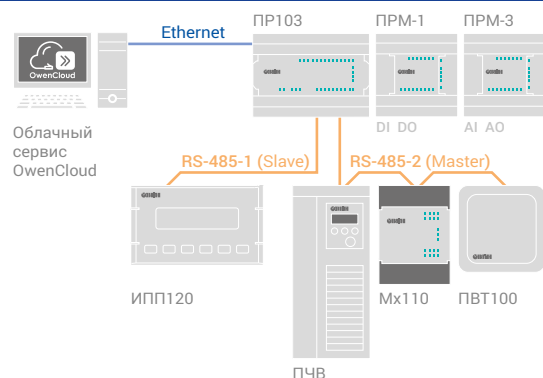 Ethernet
ПР103
ПРМ-1
ПРМ-3
DI DO
AI AO
Облачный
сервис
OwenCloud
RS-485-1 (Slave)
RS-485-2 (Master)
ИПП120
Мх110
ПВТ100
ПЧВ